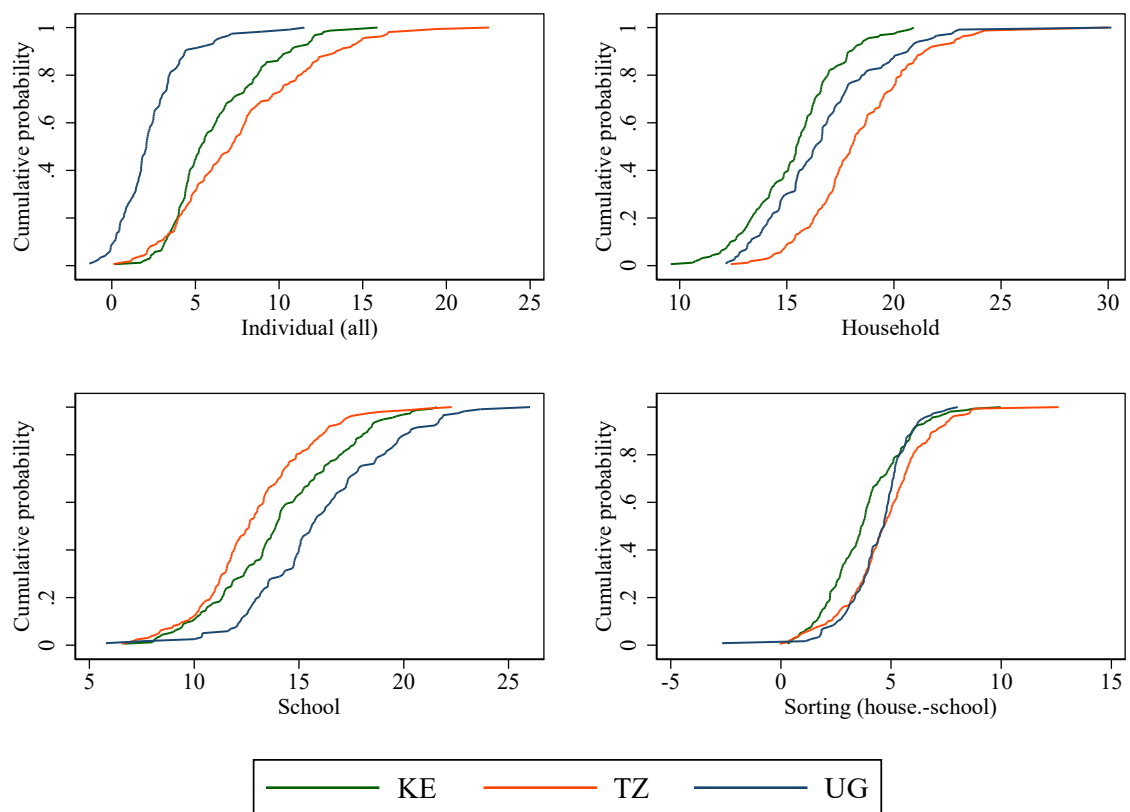 Cumulative probability
0 .2 .4 .6 .8 1
0 5 10 15 20 25
Individual (all)
Cumulative probability
0 .2 .4 .6 .8 1
10 15 20 25 30
Household
Cumulative probability
0 .2
5 10 15 20 25
School
Cumulative probability
0 .2 .4 .6 .8
-5 0 5 10 15
Sorting (house.-school)
KE TZ UG